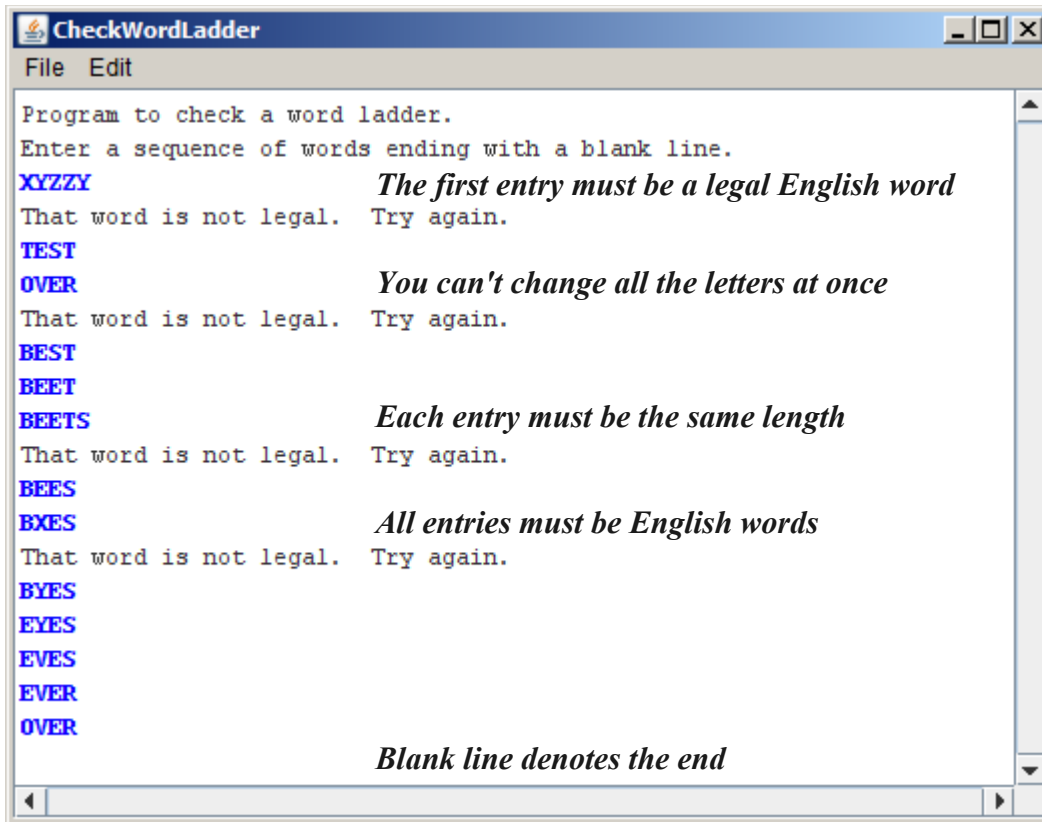 CheckWordLadder
File Edit
Program to check a word ladder.
Enter a sequence of words ending with a blank line.
XYZZY The first entry must be a legal English word
That word is not legal. Try again.
TEST
OVER You can't change all the letters at once
That word is not legal. Try again.
BEST
BEET
BEETS Each entry must be the same length
That word is not legal. Try again.
BEES
BXES All entries must be English words
That word is not legal. Try again.
BYES
EYES
EVES
EVER
OVER
Blank line denotes the end